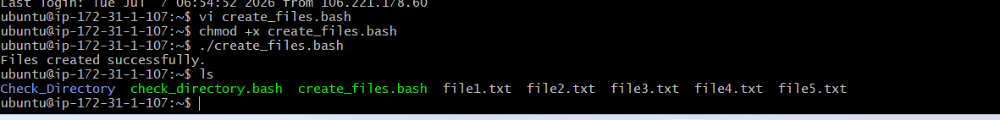 Last login: Tue Jul  7 06:54:52 2026 from 106.221.178.60
ubuntu@ip-172-31-1-107:~$ vi create_files.bash
ubuntu@ip-172-31-1-107:~$ chmod +x create_files.bash
ubuntu@ip-172-31-1-107:~$ ./create_files.bash
Files created successfully.
ubuntu@ip-172-31-1-107:~$ ls
Check_Directory  check_directory.bash  create_files.bash  file1.txt  file2.txt  file3.txt  file4.txt  file5.txt
ubuntu@ip-172-31-1-107:~$